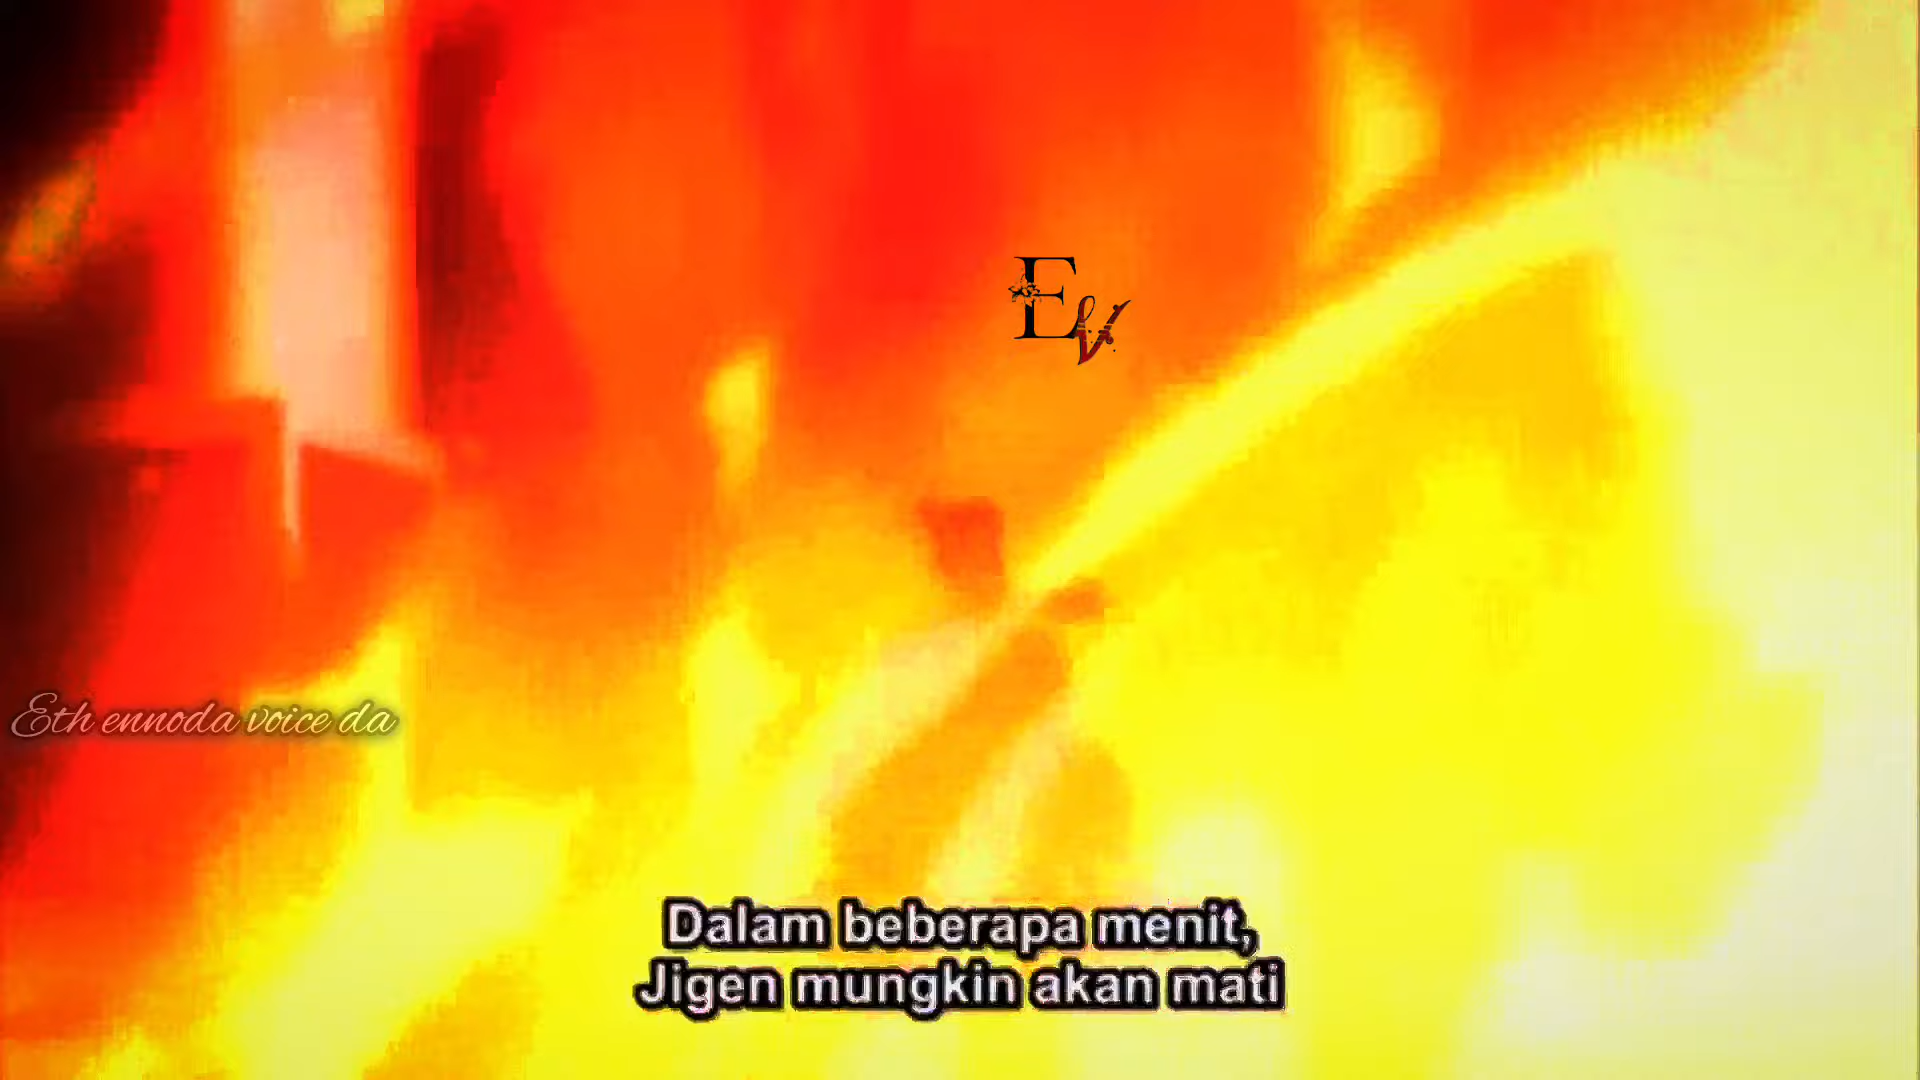 EV
Eth ennoda voice da
Dalam beberapa menit,
Jigen mungkin akan mati